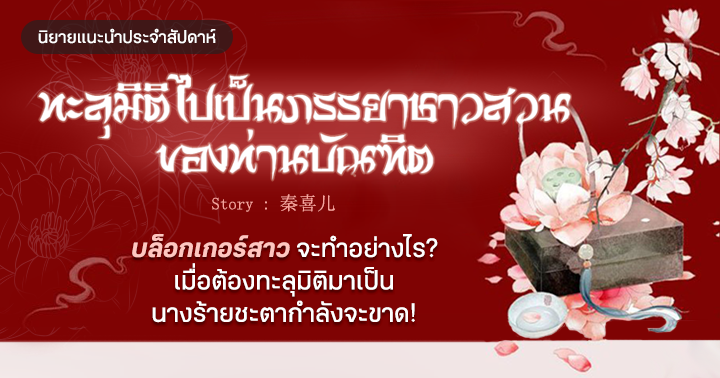 นิยายแนะนำประจำสัปดาห์
ทะลุมิติไปเป็นภรรยาชาวสวน
ของท่านบัณฑิต
Story : 秦喜儿
บล็อกเกอร์สาว จะทำอย่างไร?
เมื่อต้องทะลุมิติมาเป็น
นางร้ายชะตากำลังจะขาด!